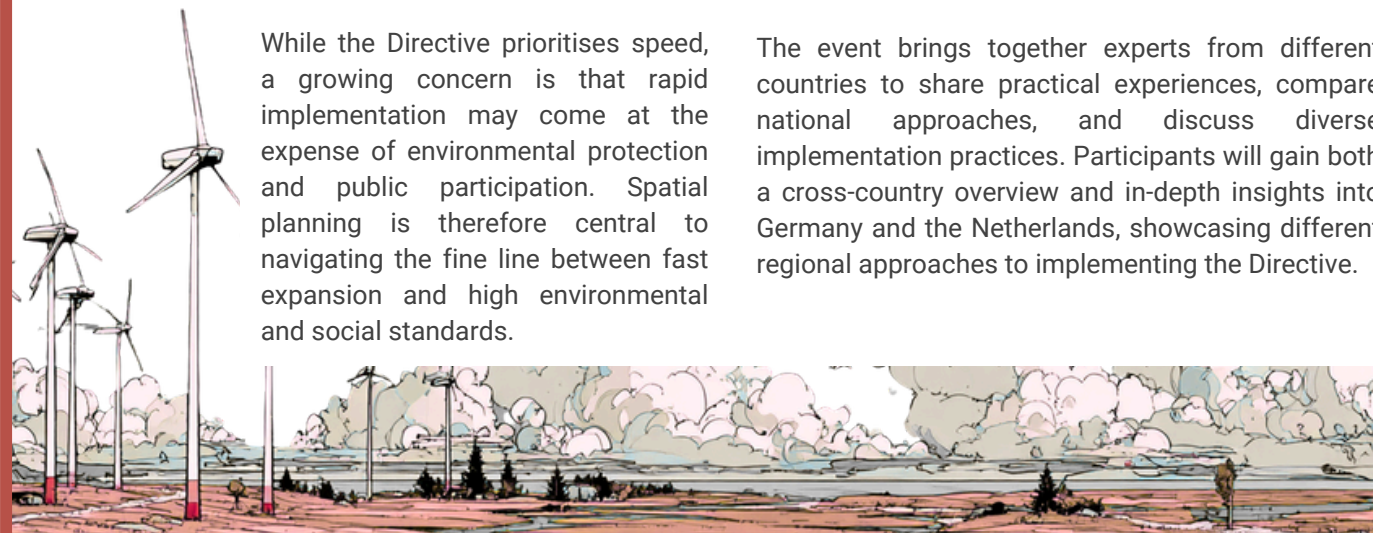 While the Directive prioritises speed,
a growing concern is that rapid
implementation may come at the
expense of environmental protection
and public participation. Spatial
planning is therefore central to
navigating the fine line between fast
expansion and high environmental
and social standards.
The event brings together experts from different
countries to share practical experiences, compare
national approaches, and discuss diverse
implementation practices. Participants will gain both
a cross-country overview and in-depth insights into
Germany and the Netherlands, showcasing different
regional approaches to implementing the Directive.